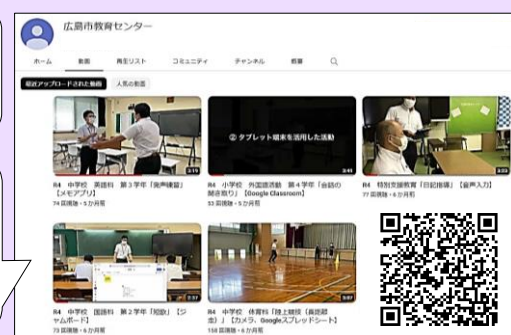 広島市教育センター
ホーム 動画 再生リスト コミュニティ チャンネル 概要
最近アップロードされた動画 人気の動画
② タブレット端末を活用した活動
R4 中学校 英語科 第3学年「発声練習」
【メモアプリ】
74 回視聴・5 か月前
R4 小学校 外国語活動 第4学年「会話の
聞き取り」【Google Classroom】
53 回視聴・5 か月前
R4 特別支援教育「日記指導」【音声入力】
77 回視聴・6 か月前
R4 中学校 国語科 第2学年「短歌」【ジ
ャムボード】
73 回視聴・6 か月前
R4 中学校 体育科「陸上競技(長距離
走)」【カメラ、Googleスプレッドシート】
158 回視聴・6 か月前